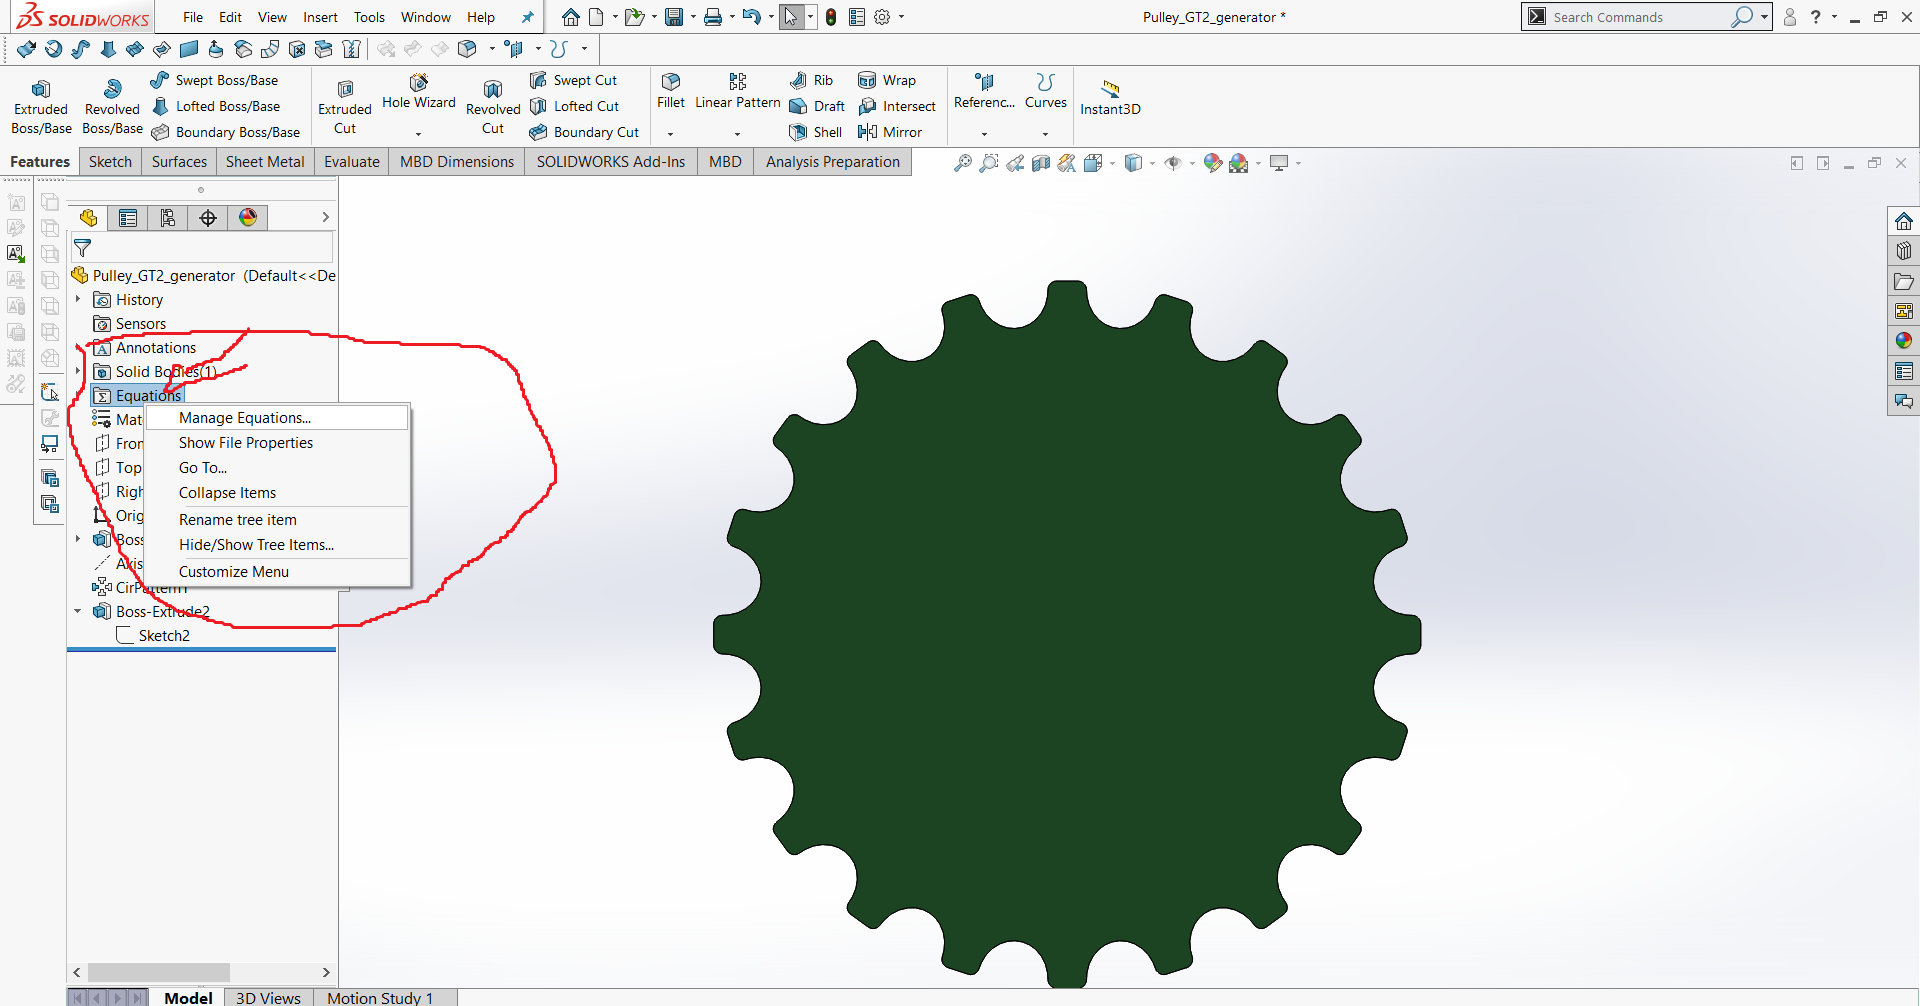 SOLIDWORKS File Edit View Insert Tools Window Help Pulley_GT2_generator * Search Commands ?
Extruded Boss/Base
Revolved Boss/Base
Swept Boss/Base
Lofted Boss/Base
Boundary Boss/Base
Extruded Cut
Hole Wizard
Revolved Cut
Swept Cut
Lofted Cut
Boundary Cut
Fillet
Linear Pattern
Rib
Draft
Shell
Wrap
Intersect
Mirror
Referenc...
Curves
Instant3D
Features Sketch Surfaces Sheet Metal Evaluate MBD Dimensions SOLIDWORKS Add-Ins MBD Analysis Preparation
Pulley_GT2_generator (Default<<De
History
Sensors
Annotations
Solid Bodies(1)
Equations
Manage Equations...
Show File Properties
Go To...
Collapse Items
Rename tree item
Hide/Show Tree Items...
Customize Menu
Mat
Fron
Top
Righ
Orig
Boss
Axis
CirPattern1
Boss-Extrude2
Sketch2
Model 3D Views Motion Study 1